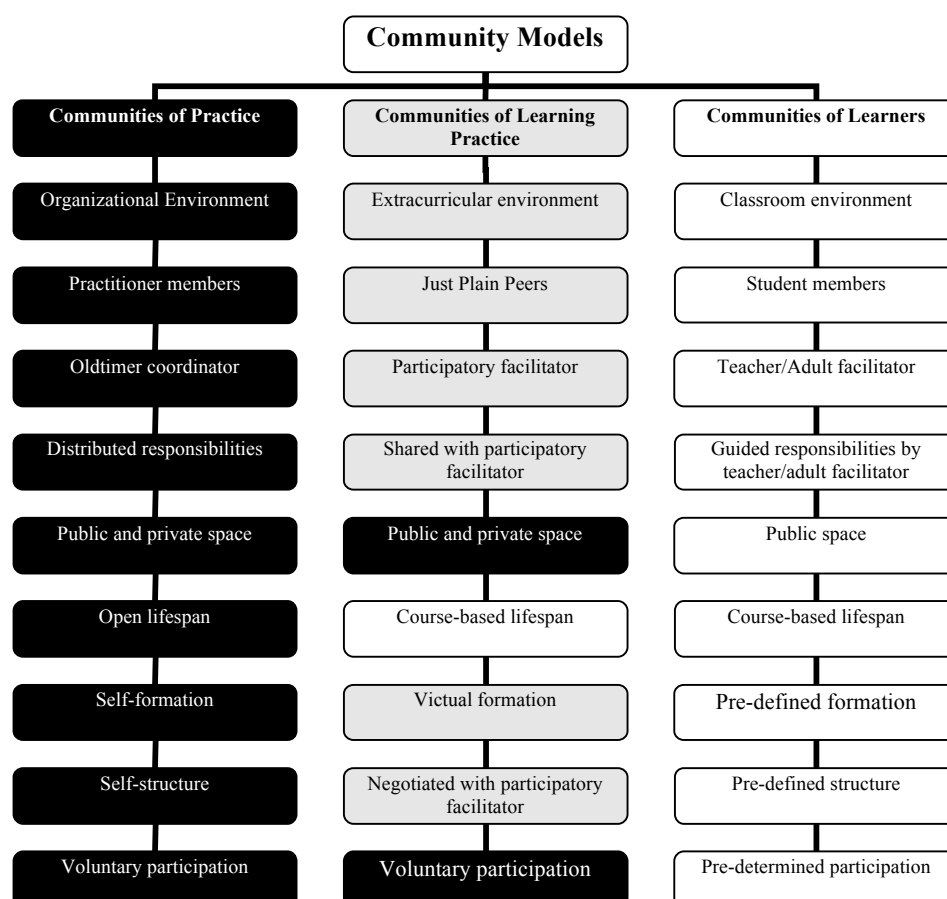 Community Models
Communities of Practice
Communities of Learning
Practice
Communities of Learners
Organizational Environment
Extracurricular environment
Classroom environment
Practitioner members
Just Plain Peers
Student members
Oldtimer coordinator
Participatory facilitator
Teacher/Adult facilitator
Distributed responsibilities
Shared with participatory
facilitator
Guided responsibilities by
teacher/adult facilitator
Public and private space
Public and private space
Public space
Open lifespan
Course-based lifespan
Course-based lifespan
Self-formation
Victual formation
Pre-defined formation
Self-structure
Negotiated with participatory
facilitator
Pre-defined structure
Voluntary participation
Voluntary participation
Pre-determined participation